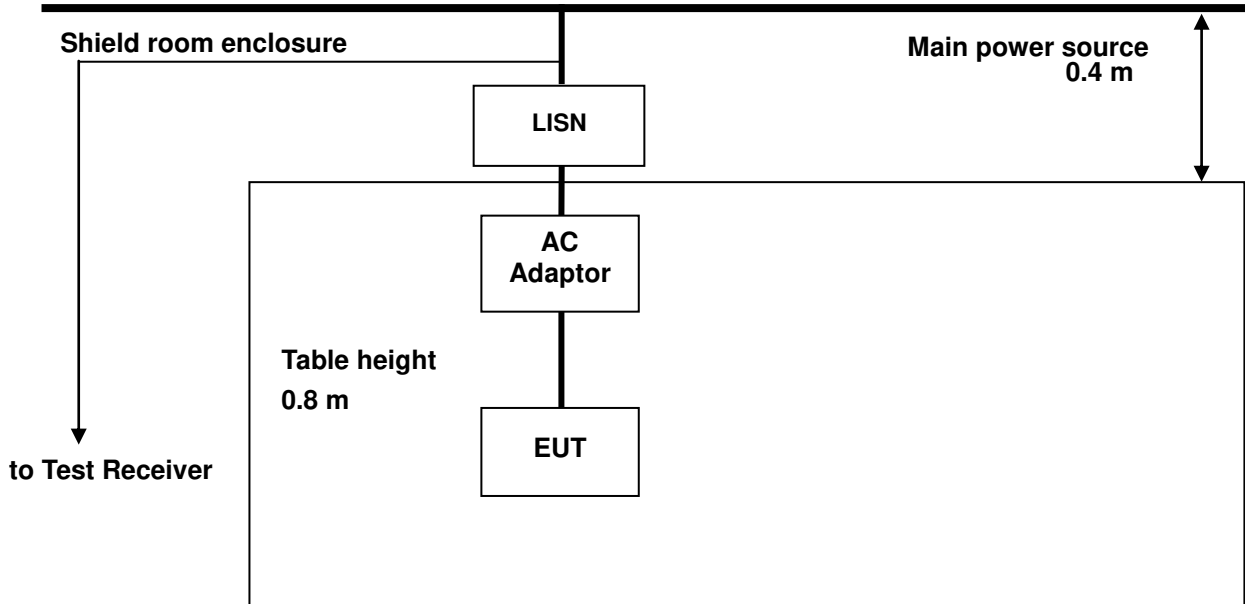 Shield room enclosure
Main power source
0.4 m
LISN
AC
Adaptor
Table height
0.8 m
EUT
to Test Receiver